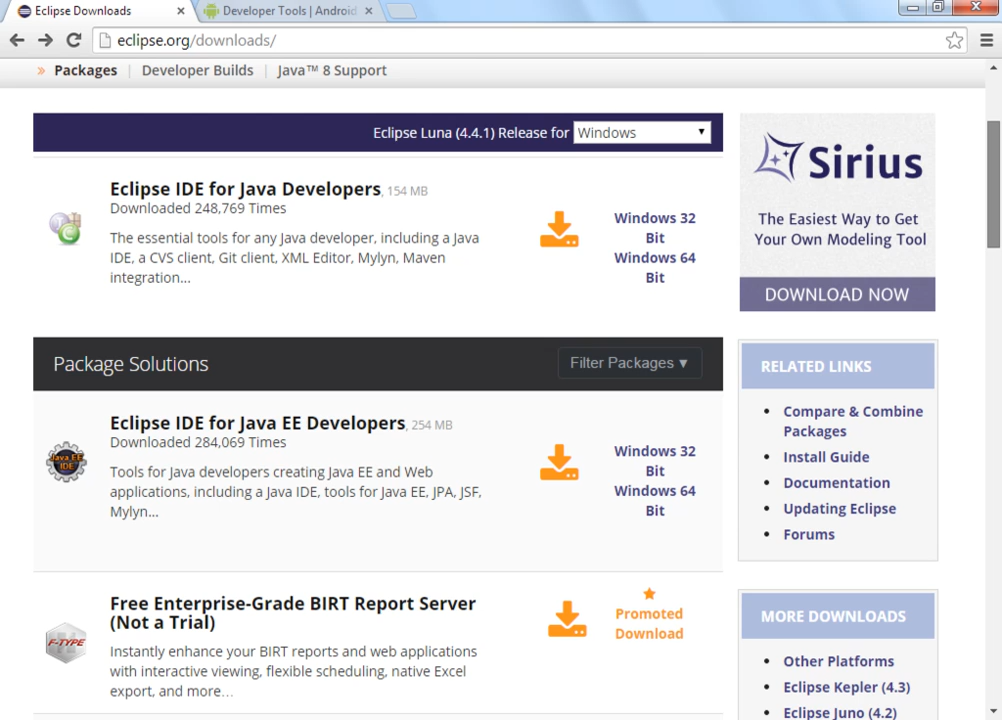 Eclipse Downloads
Developer Tools | Android
eclipse.org/downloads/
» Packages | Developer Builds | Java™ 8 Support
Eclipse Luna (4.4.1) Release for Windows
Eclipse IDE for Java Developers, 154 MB
Downloaded 248,769 Times
The essential tools for any Java developer, including a Java
IDE, a CVS client, Git client, XML Editor, Mylyn, Maven
integration...
Windows 32
Bit
Windows 64
Bit
Sirius
The Easiest Way to Get
Your Own Modeling Tool
DOWNLOAD NOW
Package Solutions
Filter Packages ▼
Eclipse IDE for Java EE Developers, 254 MB
Downloaded 284,069 Times
Java EE
IDE
Tools for Java developers creating Java EE and Web
applications, including a Java IDE, tools for Java EE, JPA, JSF,
Mylyn...
Windows 32
Bit
Windows 64
Bit
RELATED LINKS
• Compare & Combine
Packages
• Install Guide
• Documentation
• Updating Eclipse
• Forums
Free Enterprise-Grade BIRT Report Server
(Not a Trial)
F-TYPE
Instantly enhance your BIRT reports and web applications
with interactive viewing, flexible scheduling, native Excel
export, and more...
Promoted
Download
MORE DOWNLOADS
• Other Platforms
• Eclipse Kepler (4.3)
• Eclipse Juno (4.2)